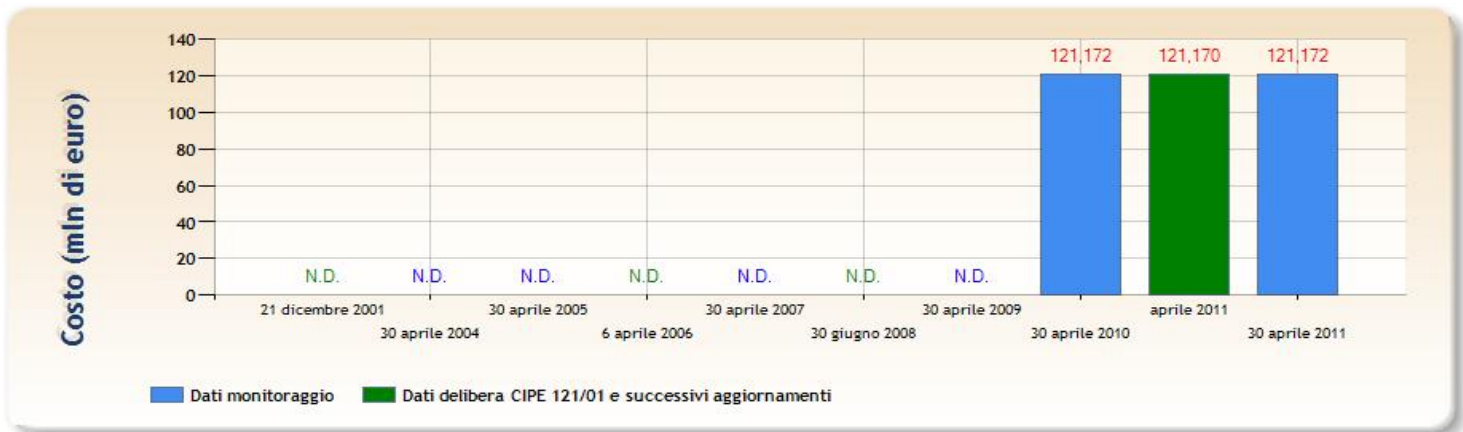 Costo (mln di euro)
140
120
100
80
60
40
20
0
121,172 121,170 121,172
N.D. N.D. N.D. N.D. N.D. N.D. N.D.
21 dicembre 2001 30 aprile 2005 30 aprile 2007 30 aprile 2009 aprile 2011
30 aprile 2004 6 aprile 2006 30 giugno 2008 30 aprile 2010 30 aprile 2011
Dati monitoraggio Dati delibera CIPE 121/01 e successivi aggiornamenti